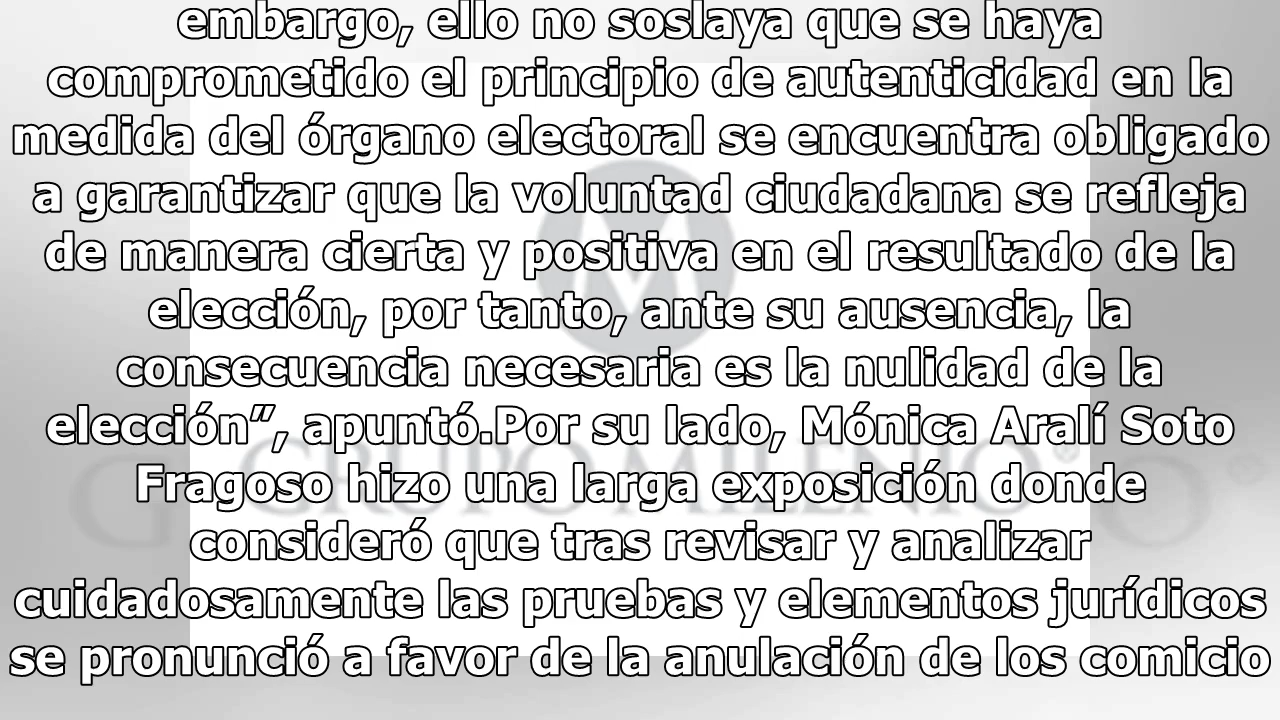 embargo, ello no soslaya que se haya
comprometido el principio de autenticidad en la
medida del órgano electoral se encuentra obligado
a garantizar que la voluntad ciudadana se refleja
de manera cierta y positiva en el resultado de la
elección, por tanto, ante su ausencia, la
consecuencia necesaria es la nulidad de la
elección”, apuntó.Por su lado, Mónica Aralí Soto
Fragoso hizo una larga exposición donde
consideró que tras revisar y analizar
cuidadosamente las pruebas y elementos jurídicos
se pronunció a favor de la anulación de los comicio
GRUPO MILENIO®